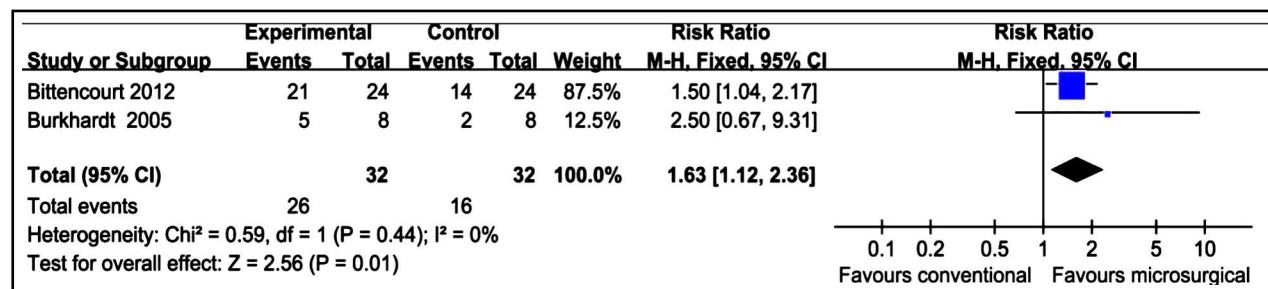 Experimental Control Risk Ratio Risk Ratio
Study or Subgroup Events Total Events Total Weight M-H, Fixed, 95% CI M-H, Fixed, 95% CI
Bittencourt 2012 21 24 14 24 87.5% 1.50 [1.04, 2.17]
Burkhardt 2005 5 8 2 8 12.5% 2.50 [0.67, 9.31]
Total (95% CI) 32 32 100.0% 1.63 [1.12, 2.36]
Total events 26 16
Heterogeneity: Chi² = 0.59, df = 1 (P = 0.44); I² = 0%
Test for overall effect: Z = 2.56 (P = 0.01)
0.1 0.2 0.5 1 2 5 10
Favours conventional Favours microsurgical